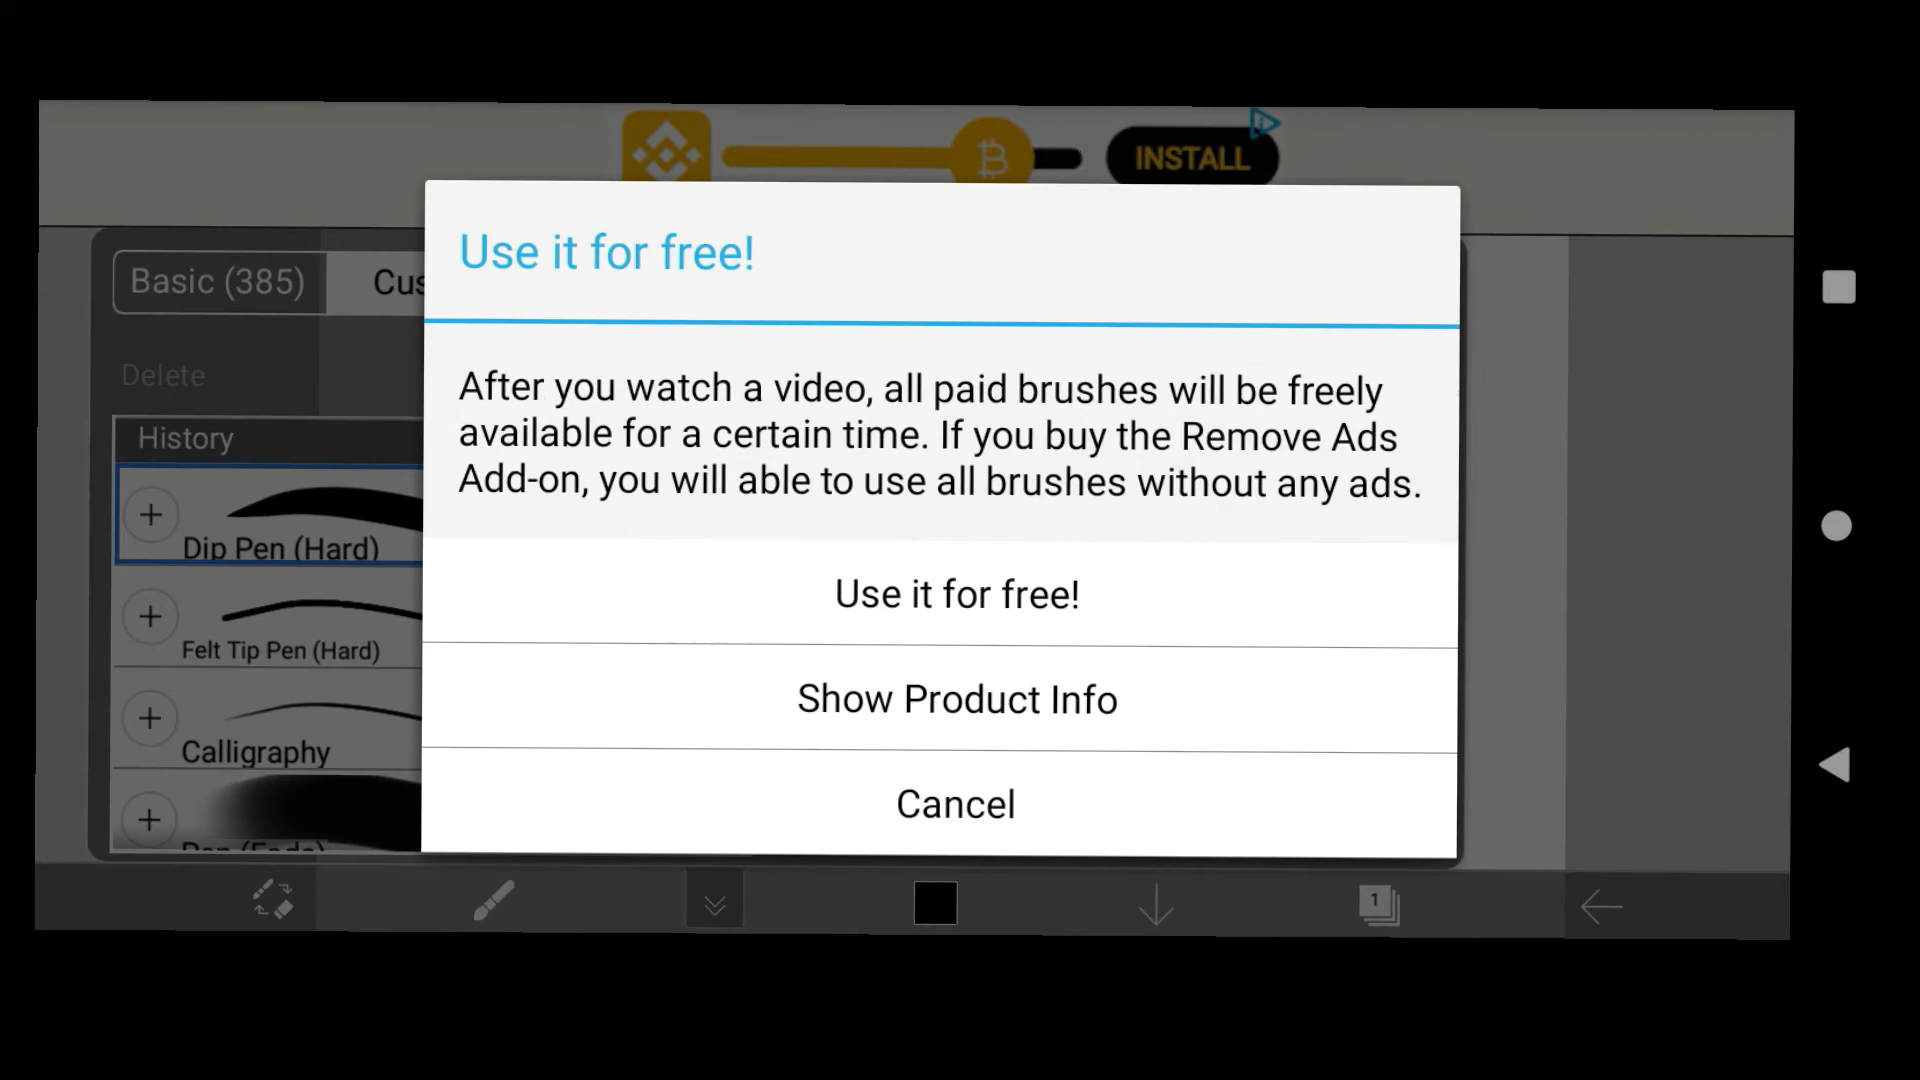 INSTALL
Use it for free!
Basic (385)
Cus
Delete
After you watch a video, all paid brushes will be freely
available for a certain time. If you buy the Remove Ads
Add-on, you will able to use all brushes without any ads.
History
Dip Pen (Hard)
Felt Tip Pen (Hard)
Calligraphy
Pen (Fade)
Use it for free!
Show Product Info
Cancel
1